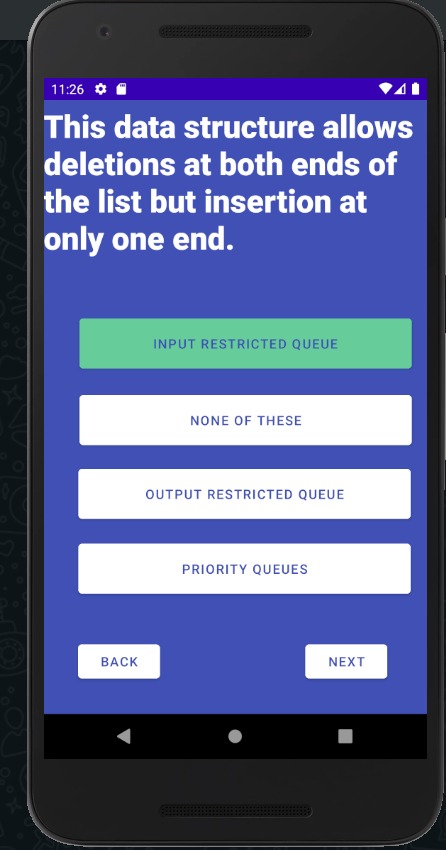 11:26
This data structure allows
deletions at both ends of
the list but insertion at
only one end.
INPUT RESTRICTED QUEUE
NONE OF THESE
OUTPUT RESTRICTED QUEUE
PRIORITY QUEUES
BACK NEXT